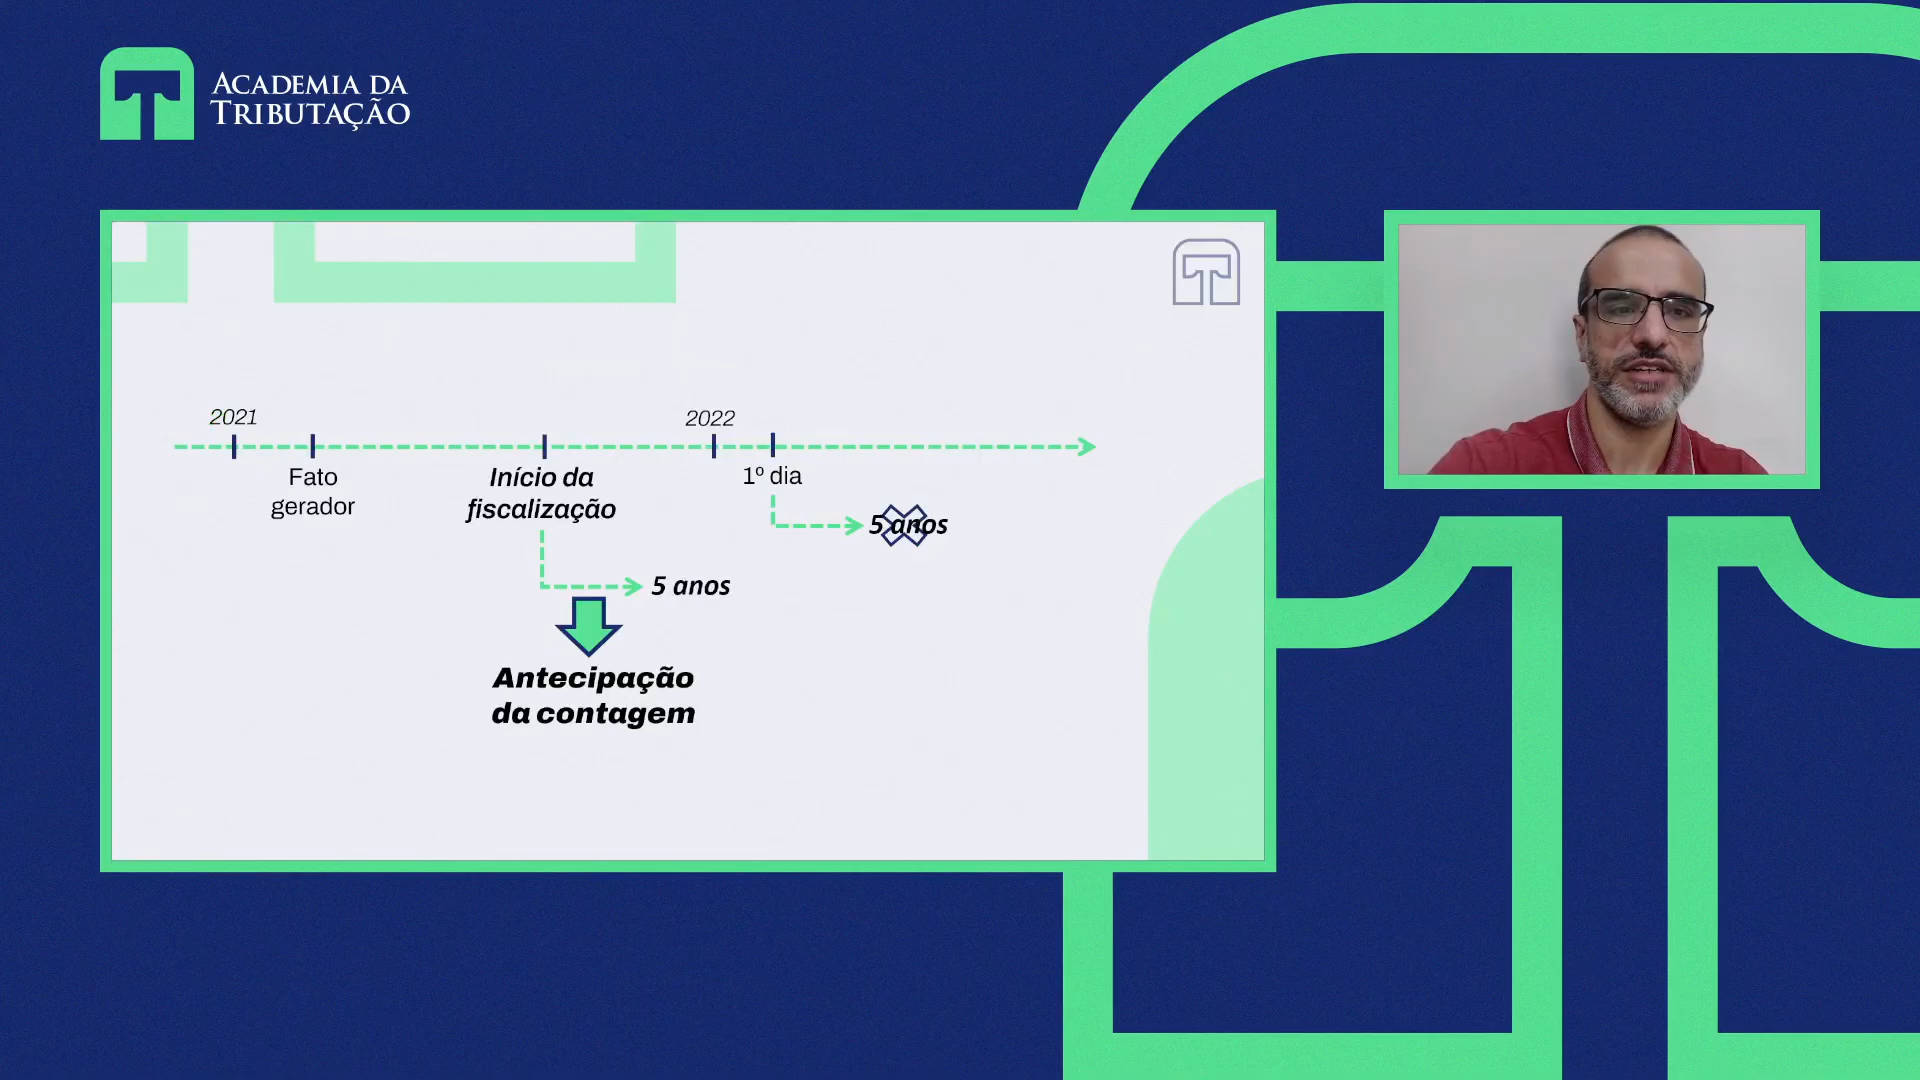 ACADEMIA DA
TRIBUTAÇÃO
2021
2022
Fato
gerador
Início da
fiscalização
1º dia
5 anos
5 anos
Antecipação
da contagem